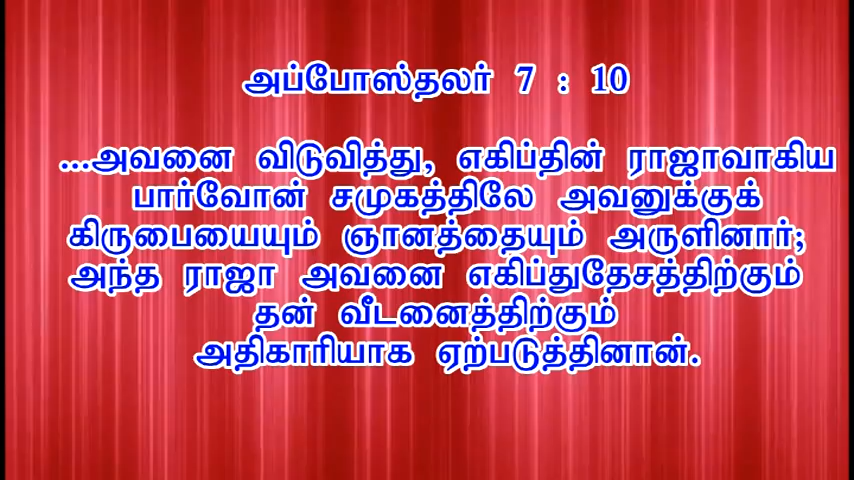 அப்போஸ்தலர் 7 : 10
...அவனை விடுவித்து, எகிப்தின் ராஜாவாகிய
பார்வோன் சமுகத்திலே அவனுக்குக்
கிருபையையும் ஞானத்தையும் அருளினார்;
அந்த ராஜா அவனை எகிப்துதேசத்திற்கும்
தன் வீடனைத்திற்கும்
அதிகாரியாக ஏற்படுத்தினான்.